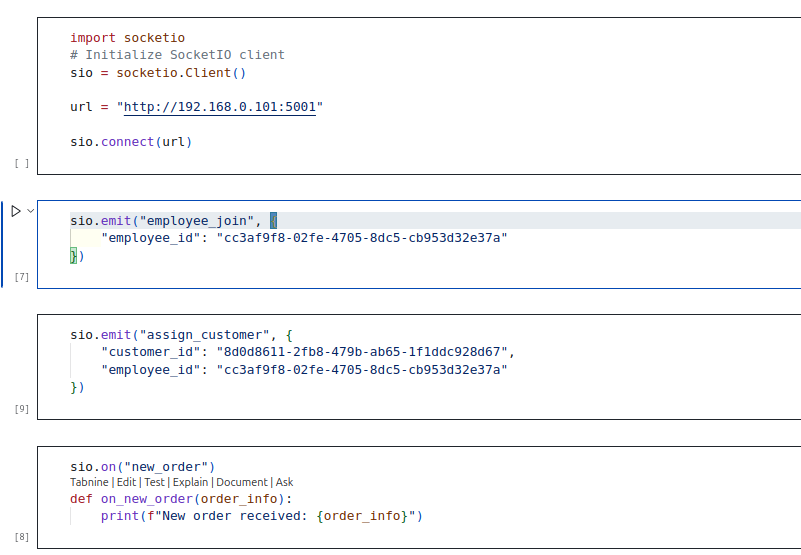 import socketio
# Initialize SocketIO client
sio = socketio.Client()
url = "http://192.168.0.101:5001"
sio.connect(url)
[ ]
sio.emit("employee_join", {
"employee_id": "cc3af9f8-02fe-4705-8dc5-cb953d32e37a"
})
[7]
sio.emit("assign_customer", {
"customer_id": "8d0d8611-2fb8-479b-ab65-1f1ddc928d67",
"employee_id": "cc3af9f8-02fe-4705-8dc5-cb953d32e37a"
})
[9]
sio.on("new_order")
Tabnine | Edit | Test | Explain | Document | Ask
def on_new_order(order_info):
print(f"New order received: {order_info}")
[8]